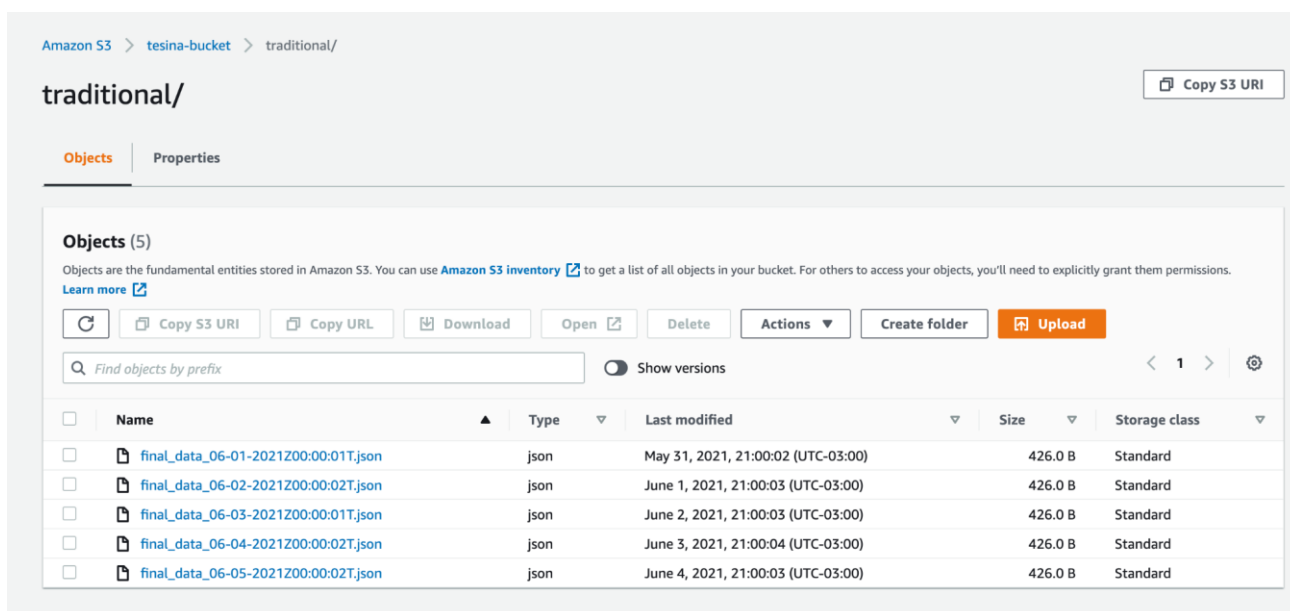 Amazon S3 > tesina-bucket > traditional/
traditional/
Copy S3 URI
Objects Properties
Objects (5)
Objects are the fundamental entities stored in Amazon S3. You can use Amazon S3 inventory to get a list of all objects in your bucket. For others to access your objects, you'll need to explicitly grant them permissions.
Learn more
Copy S3 URI Copy URL Download Open Delete Actions Create folder Upload
Find objects by prefix Show versions < 1 >
Name Type Last modified Size Storage class
final_data_06-01-2021Z00:00:01T.json json May 31, 2021, 21:00:02 (UTC-03:00) 426.0 B Standard
final_data_06-02-2021Z00:00:02T.json json June 1, 2021, 21:00:03 (UTC-03:00) 426.0 B Standard
final_data_06-03-2021Z00:00:01T.json json June 2, 2021, 21:00:03 (UTC-03:00) 426.0 B Standard
final_data_06-04-2021Z00:00:02T.json json June 3, 2021, 21:00:04 (UTC-03:00) 426.0 B Standard
final_data_06-05-2021Z00:00:02T.json json June 4, 2021, 21:00:03 (UTC-03:00) 426.0 B Standard